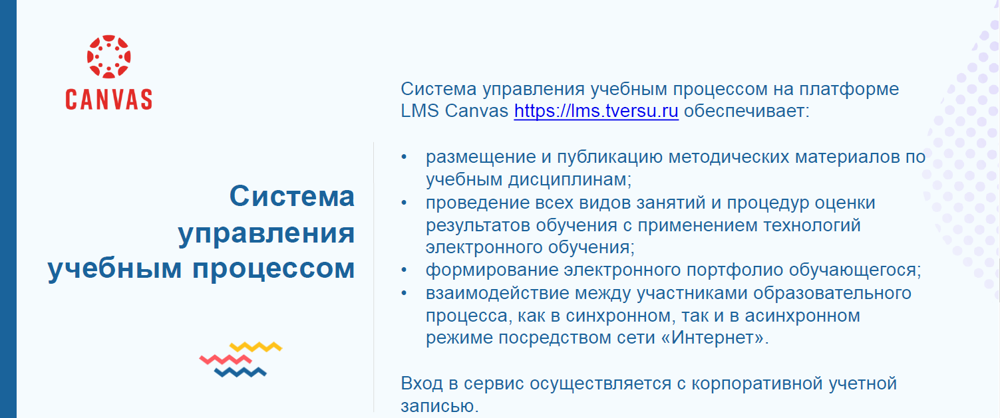 CANVAS
Система
управления
учебным процессом
Система управления учебным процессом на платформе
LMS Canvas https://lms.tversu.ru обеспечивает:
• размещение и публикацию методических материалов по
учебным дисциплинам;
• проведение всех видов занятий и процедур оценки
результатов обучения с применением технологий
электронного обучения;
• формирование электронного портфолио обучающегося;
• взаимодействие между участниками образовательного
процесса, как в синхронном, так и в асинхронном
режиме посредством сети «Интернет».
Вход в сервис осуществляется с корпоративной учетной
записью.